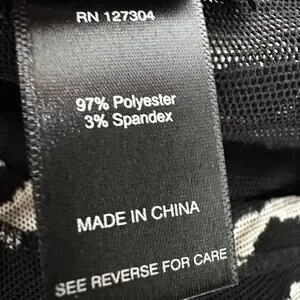 RN 127304
97% Polyester
3% Spandex
MADE IN CHINA
SEE REVERSE FOR CARE